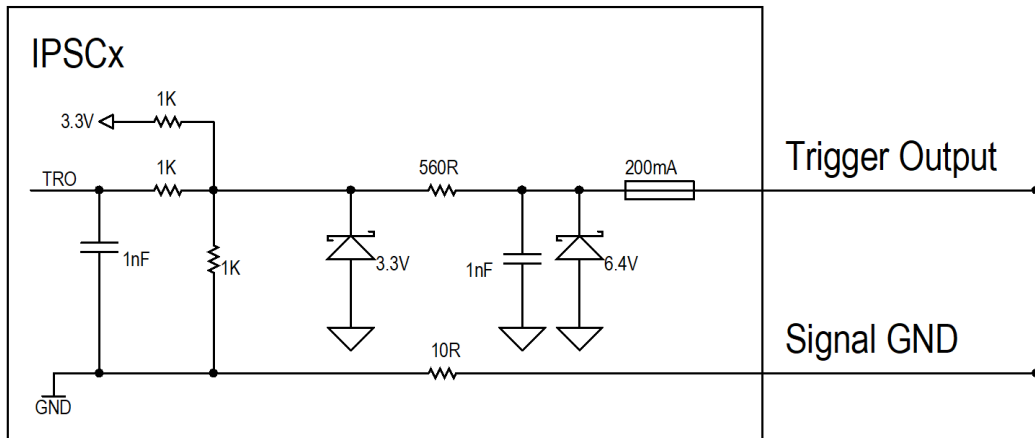 IPSCx
1K
3.3V
1K
TRO
560R
200mA
Trigger Output
1nF
1K
3.3V
1nF
6.4V
10R
Signal GND
GND